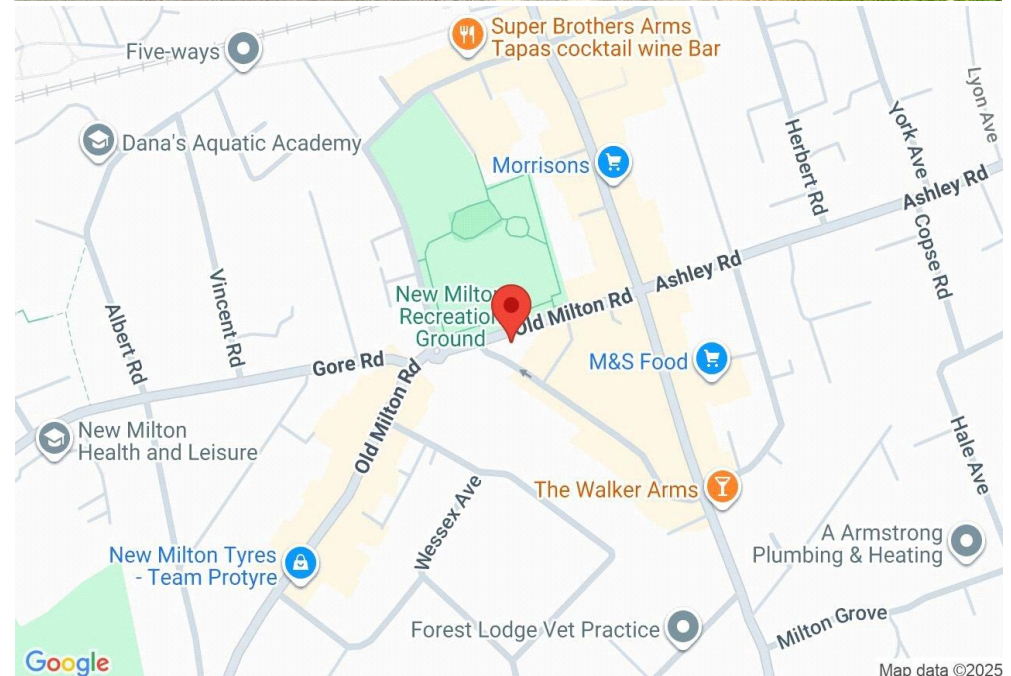 Super Brothers Arms
Tapas cocktail wine Bar
Five-ways
Lyon Ave
York Ave
Dana's Aquatic Academy
Herbert Rd
Morrisons
Ashley Rd
Copse Rd
Ashley Rd
Vincent Rd
New Milton
Recreation
Ground
Old Milton Rd
Albert Rd
Gore Rd
M&S Food
Old Milton Rd
New Milton
Health and Leisure
Hale Ave
The Walker Arms
Wessex Ave
A Armstrong
Plumbing & Heating
New Milton Tyres
- Team Protyre
Milton Grove
Forest Lodge Vet Practice
Google
Map data ©2025